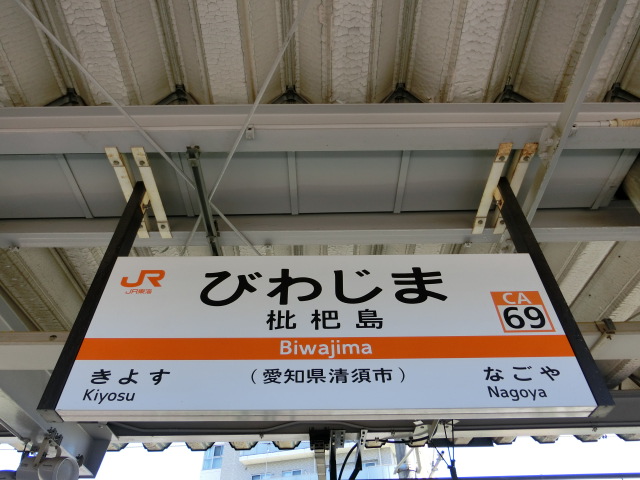 JR
JR東海
びわじま
枇杷島
CA
69
Biwajima
きよす
Kiyosu
(愛知県清須市)
なごや
Nagoya